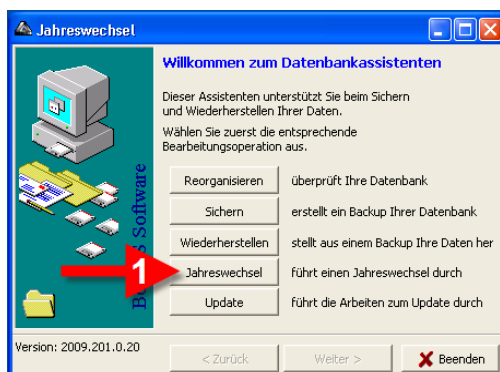 Jahreswechsel
Willkommen zum Datenbankassistenten
Dieser Assistenten unterstützt Sie beim Sichern
und Wiederherstellen Ihrer Daten.
Wählen Sie zuerst die entsprechende
Bearbeitungsoperation aus.
Reorganisieren überprüft Ihre Datenbank
Sichern erstellt ein Backup Ihrer Datenbank
Wiederherstellen stellt aus einem Backup Ihre Daten her
1
Jahreswechsel führt einen Jahreswechsel durch
Update führt die Arbeiten zum Update durch
Software
Version: 2009.201.0.20
< Zurück Weiter > Beenden